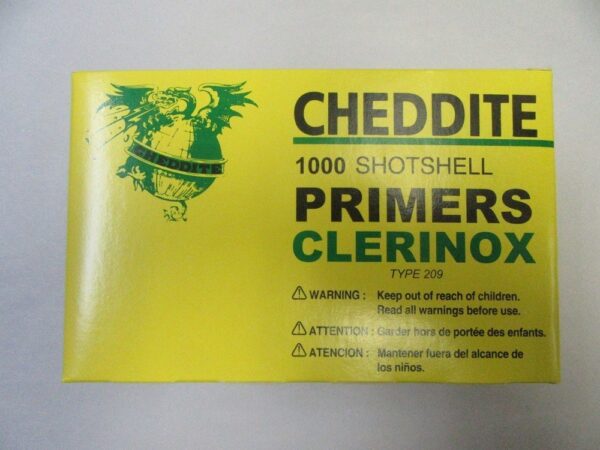 CHEDDITE
CHEDDITE
1000 SHOTSHELL
PRIMERS
CLERINOX
TYPE 209
WARNING : Keep out of reach of children.
Read all warnings before use.
ATTENTION : Garder hors de portée des enfants.
ATENCION : Mantener fuera del alcance de
los niños.